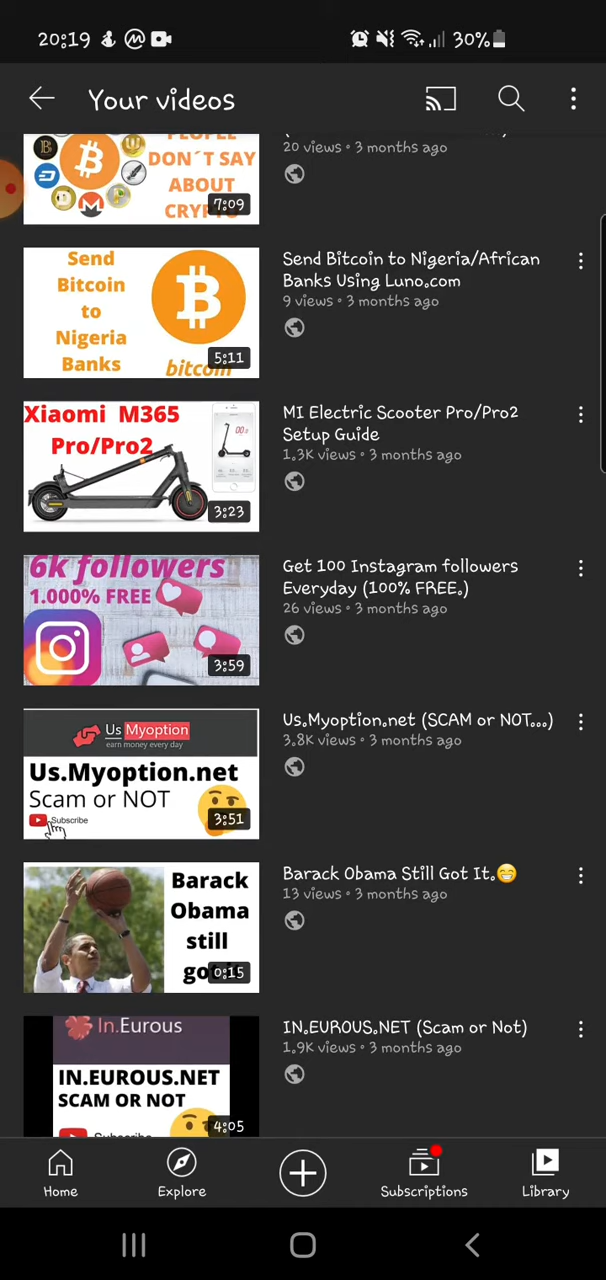 20:19
30%
Your videos
DON´T SAY
ABOUT
7:09
20 views • 3 months ago
Send
Bitcoin
to
Nigeria
Banks
bitcoin
5:11
Send Bitcoin to Nigeria/African
Banks Using Luno.com
9 views • 3 months ago
Xiaomi M365
Pro/Pro2
3:23
MI Electric Scooter Pro/Pro2
Setup Guide
1.3K views • 3 months ago
6k followers
1.000% FREE
3:59
Get 100 Instagram followers
Everyday (100% FREE.)
26 views • 3 months ago
Us Myoption
earn money every day
Us.Myoption.net
Scam or NOT
Subscribe
3:51
Us.Myoption.net (SCAM or NOT...)
3.8K views • 3 months ago
Barack
Obama
still
0:15
Barack Obama Still Got It.😁
13 views • 3 months ago
In.Eurous
IN.EUROUS.NET
SCAM OR NOT
4:05
IN.EUROUS.NET (Scam or Not)
1.9K views • 3 months ago
Home
Explore
Subscriptions
Library